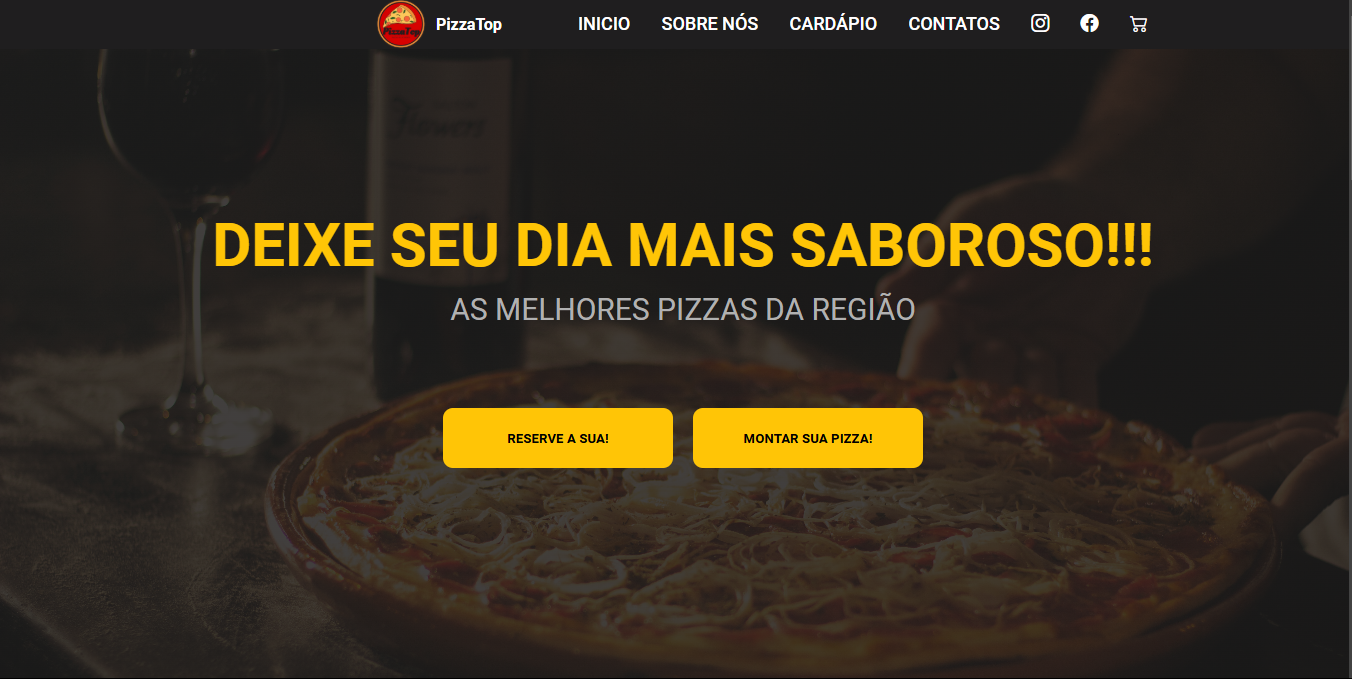 PizzaTop
PizzaTop INICIO SOBRE NÓS CARDÁPIO CONTATOS
Flowers
DEIXE SEU DIA MAIS SABOROSO!!!
AS MELHORES PIZZAS DA REGIÃO
RESERVE A SUA! MONTAR SUA PIZZA!